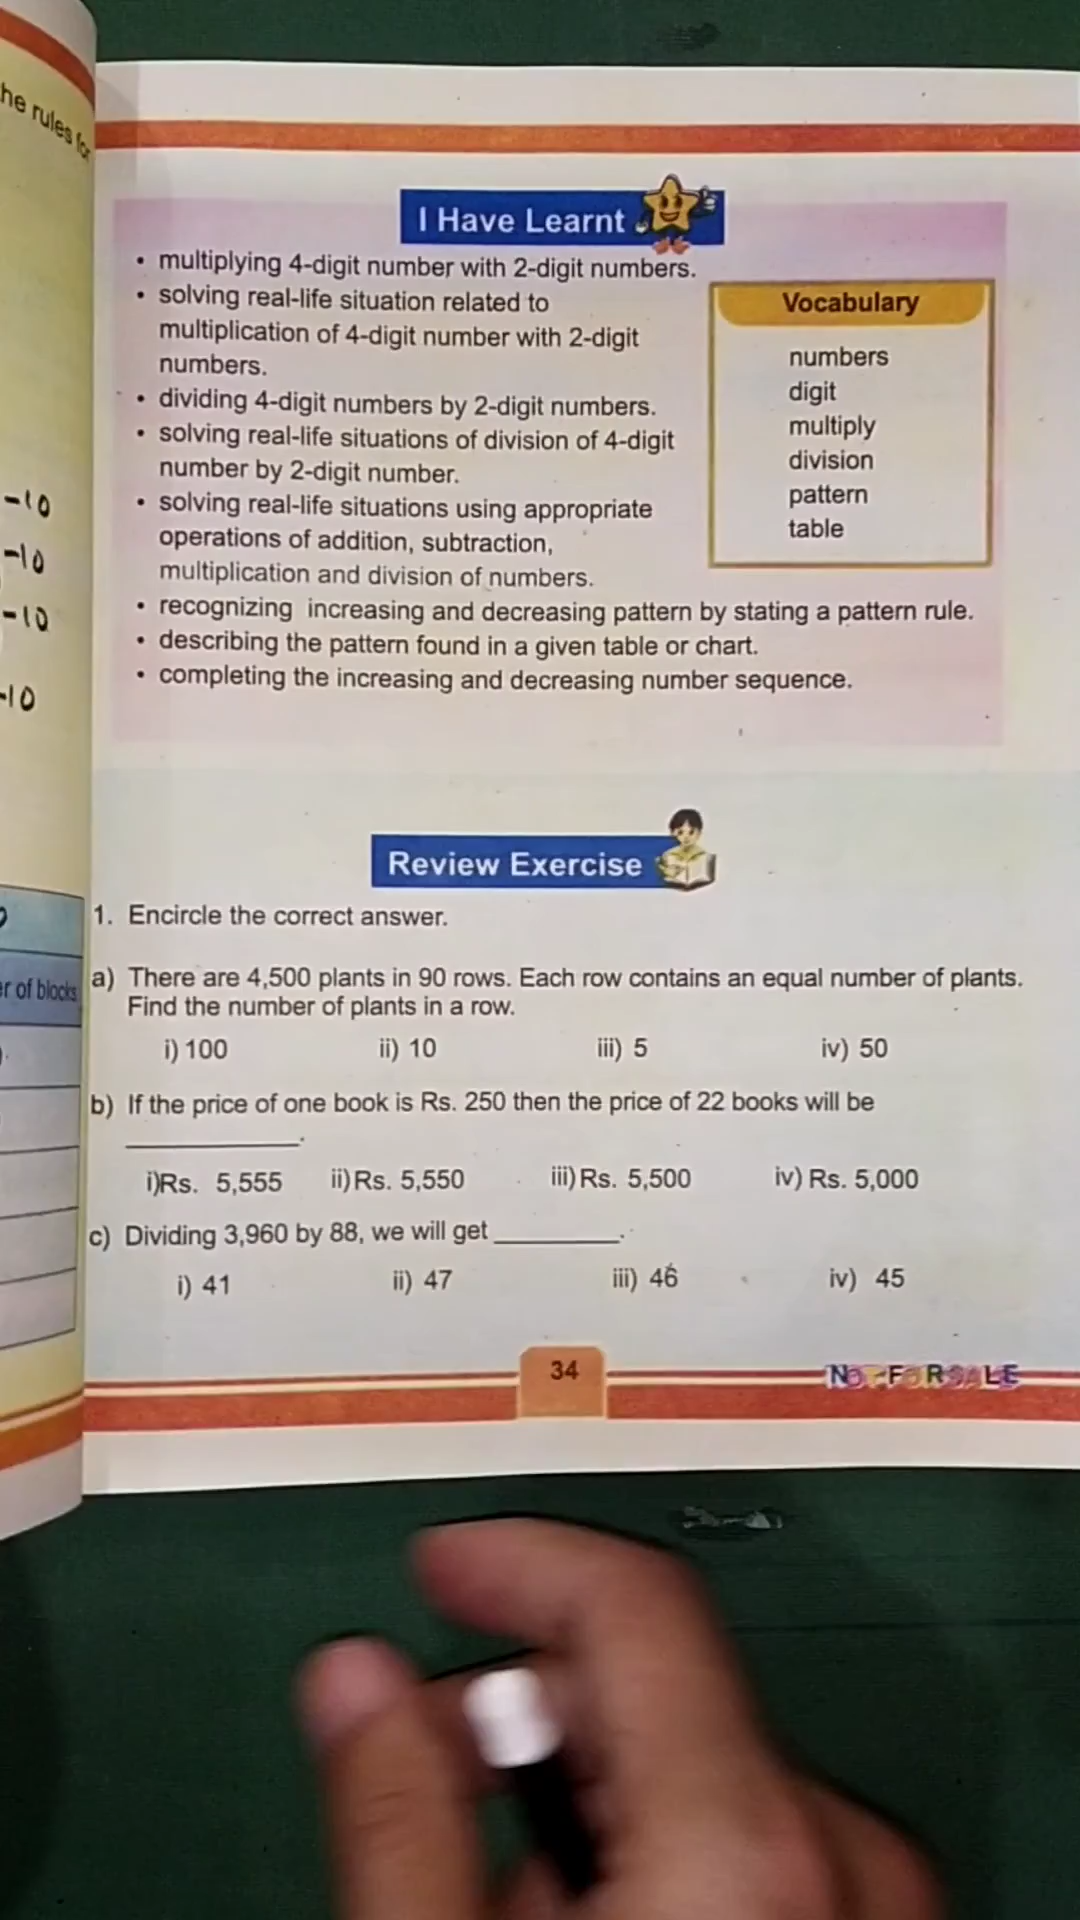 he rules for
-10
-10
-10
-10
er of blocks
I Have Learnt
• multiplying 4-digit number with 2-digit numbers.
• solving real-life situation related to
multiplication of 4-digit number with 2-digit
numbers.
• dividing 4-digit numbers by 2-digit numbers.
• solving real-life situations of division of 4-digit
number by 2-digit number.
• solving real-life situations using appropriate
operations of addition, subtraction,
multiplication and division of numbers.
• recognizing increasing and decreasing pattern by stating a pattern rule.
• describing the pattern found in a given table or chart.
• completing the increasing and decreasing number sequence.
Vocabulary
numbers
digit
multiply
division
pattern
table
Review Exercise
1. Encircle the correct answer.
a) There are 4,500 plants in 90 rows. Each row contains an equal number of plants.
Find the number of plants in a row.
i) 100 ii) 10 iii) 5 iv) 50
b) If the price of one book is Rs. 250 then the price of 22 books will be
____________.
i)Rs. 5,555 ii)Rs. 5,550 iii)Rs. 5,500 iv) Rs. 5,000
c) Dividing 3,960 by 88, we will get _________.
i) 41 ii) 47 iii) 46 iv) 45
34
NOT FOR SALE